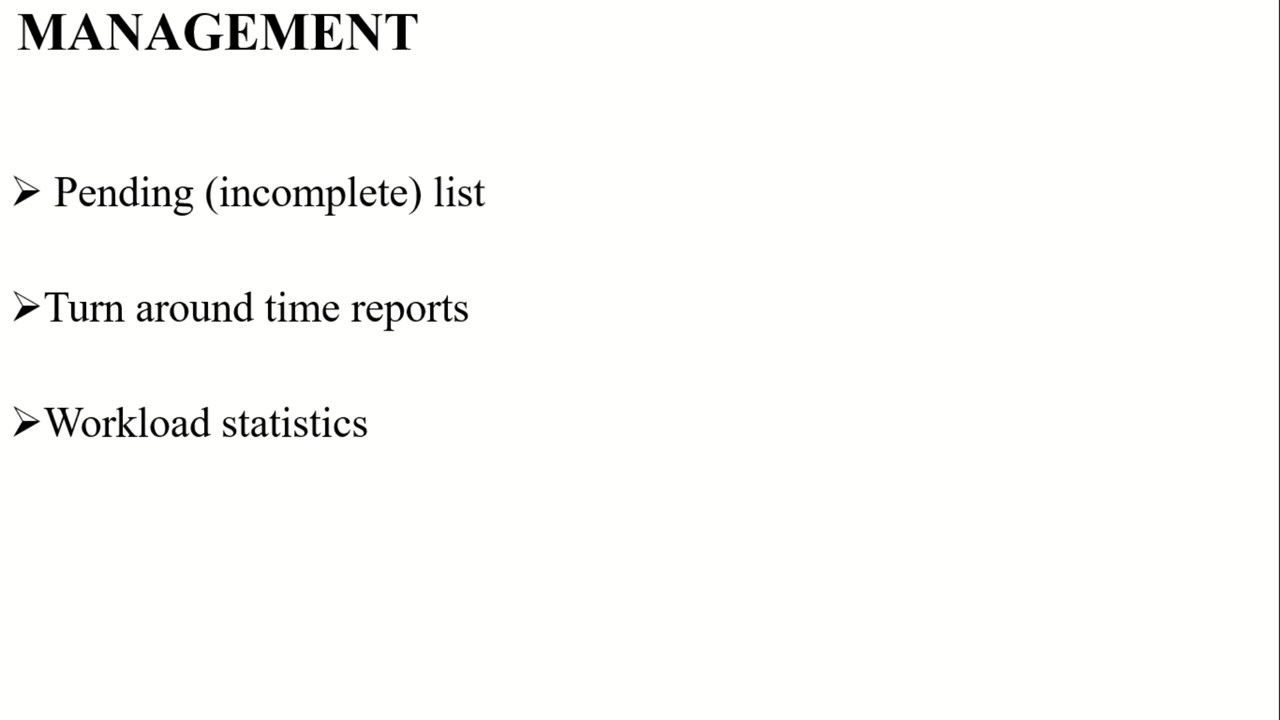 MANAGEMENT
➢ Pending (incomplete) list
➢Turn around time reports
➢Workload statistics